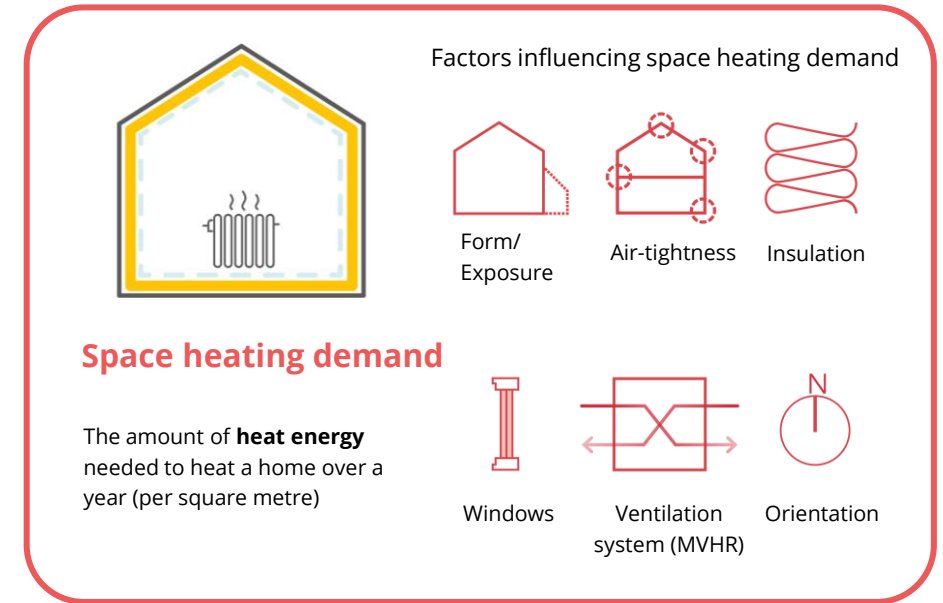 Factors influencing space heating demand
Form/
Exposure
Air-tightness
Insulation
Space heating demand
The amount of heat energy
needed to heat a home over a
year (per square metre)
N
Windows
Ventilation
system (MVHR)
Orientation